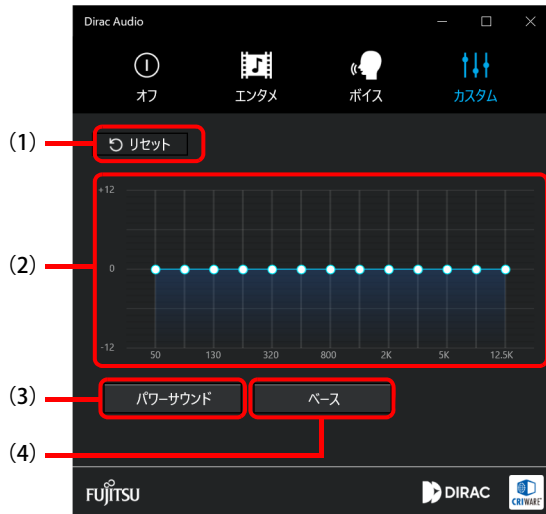 Dirac Audio
オフ
エンタメ
ボイス
カスタム
(1)
リセット
(2)
+12
0
-12
50 130 320 800 2K 5K 12.5K
(3)
パワーサウンド
ベース
(4)
FUJITSU
DIRAC
CRIWARE